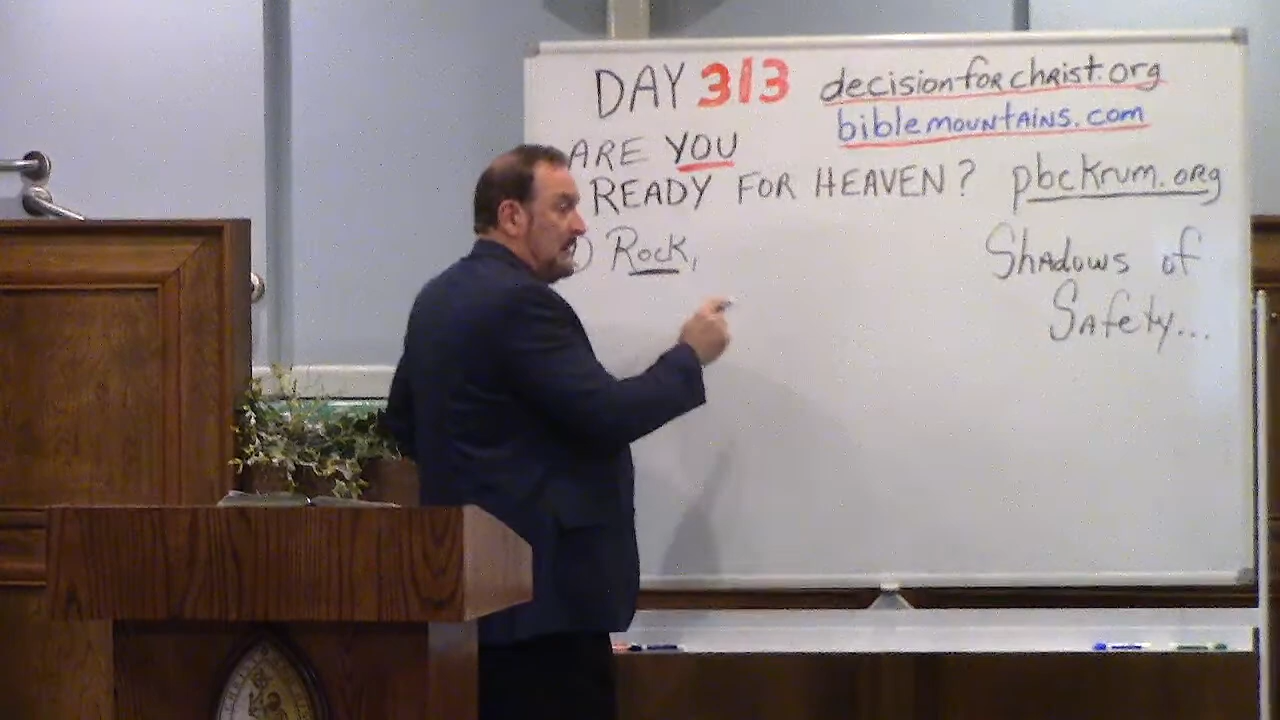 DAY 313 decisionforchrist.org
biblemountains.com
ARE YOU
READY FOR HEAVEN? pbckrum.org
) Rock,
Shadows of
Safety...